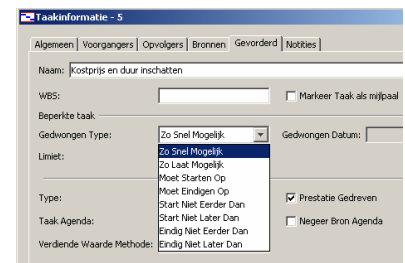 Taakinformatie - 5
Algemeen Voorgangers Opvolgers Bronnen Gevorderd Notities
Naam: Kostprijs en duur inschatten
WBS: Markeer Taak als mijlpaal
Beperkte taak
Gedwongen Type: Zo Snel Mogelijk Gedwongen Datum:
Limiet: Zo Snel Mogelijk
Zo Laat Mogelijk
Moet Starten Op
Moet Eindigen Op
Type: Start Niet Eerder Dan Prestatie Gedreven
Start Niet Later Dan
Taak Agenda: Eindig Niet Eerder Dan Negeer Bron Agenda
Verdiende Waarde Methode: Eindig Niet Later Dan